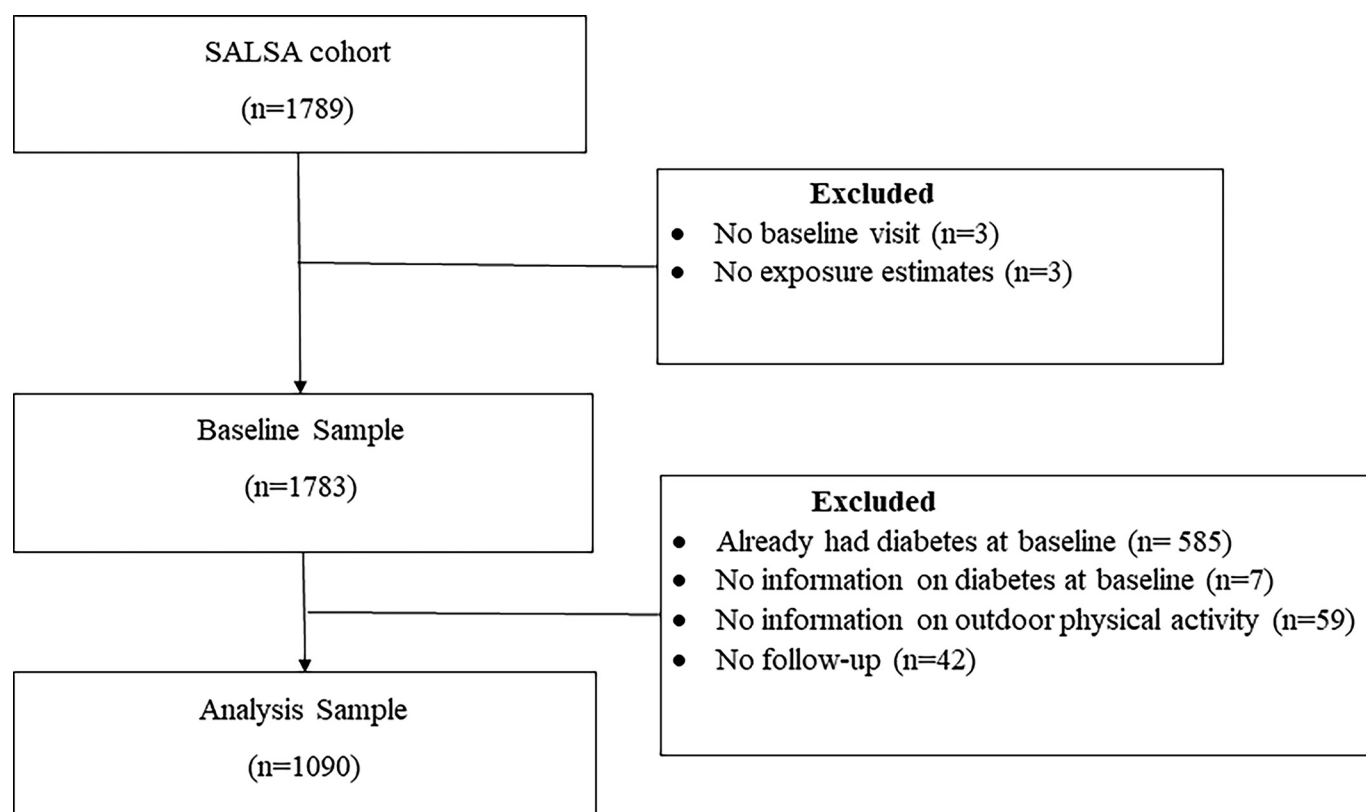 SALSA cohort
(n=1789)
Excluded
● No baseline visit (n=3)
● No exposure estimates (n=3)
Baseline Sample
(n=1783)
Excluded
● Already had diabetes at baseline (n= 585)
● No information on diabetes at baseline (n=7)
● No information on outdoor physical activity (n=59)
● No follow-up (n=42)
Analysis Sample
(n=1090)